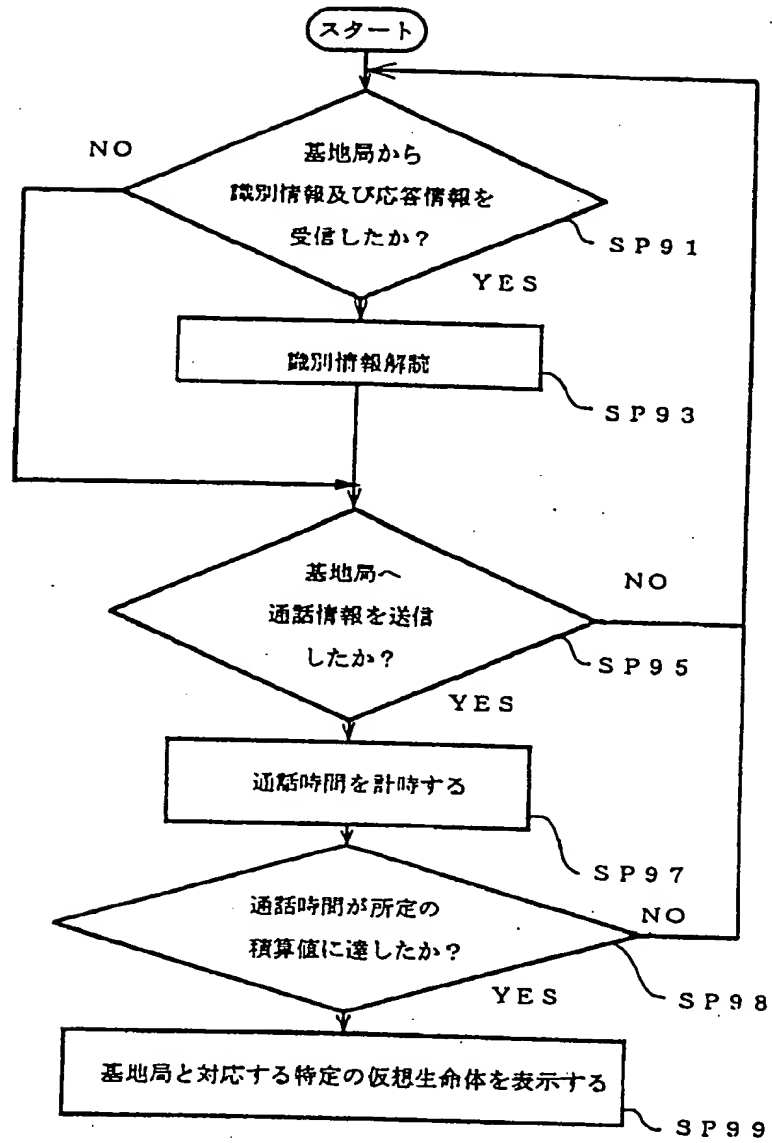 スタート
NO
基地局から
識別情報及び応答情報を
受信したか？
SP91
YES
識別情報解読
SP93
基地局へ
通話情報を送信
したか？
NO
SP95
YES
通話時間を計時する
SP97
通話時間が所定の
積算値に達したか？
NO
YES
SP98
基地局と対応する特定の仮想生命体を表示する
SP99